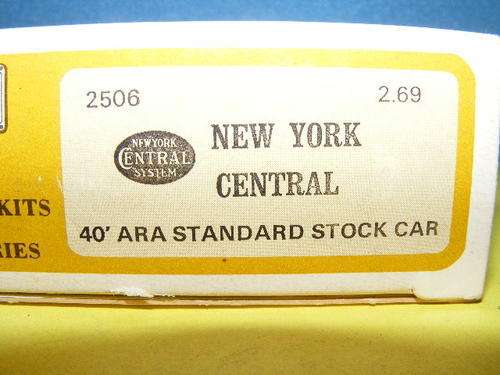 2506
2.69
NEW YORK
CENTRAL
SYSTEM
NEW YORK
CENTRAL
KITS
40' ARA STANDARD STOCK CAR
RIES